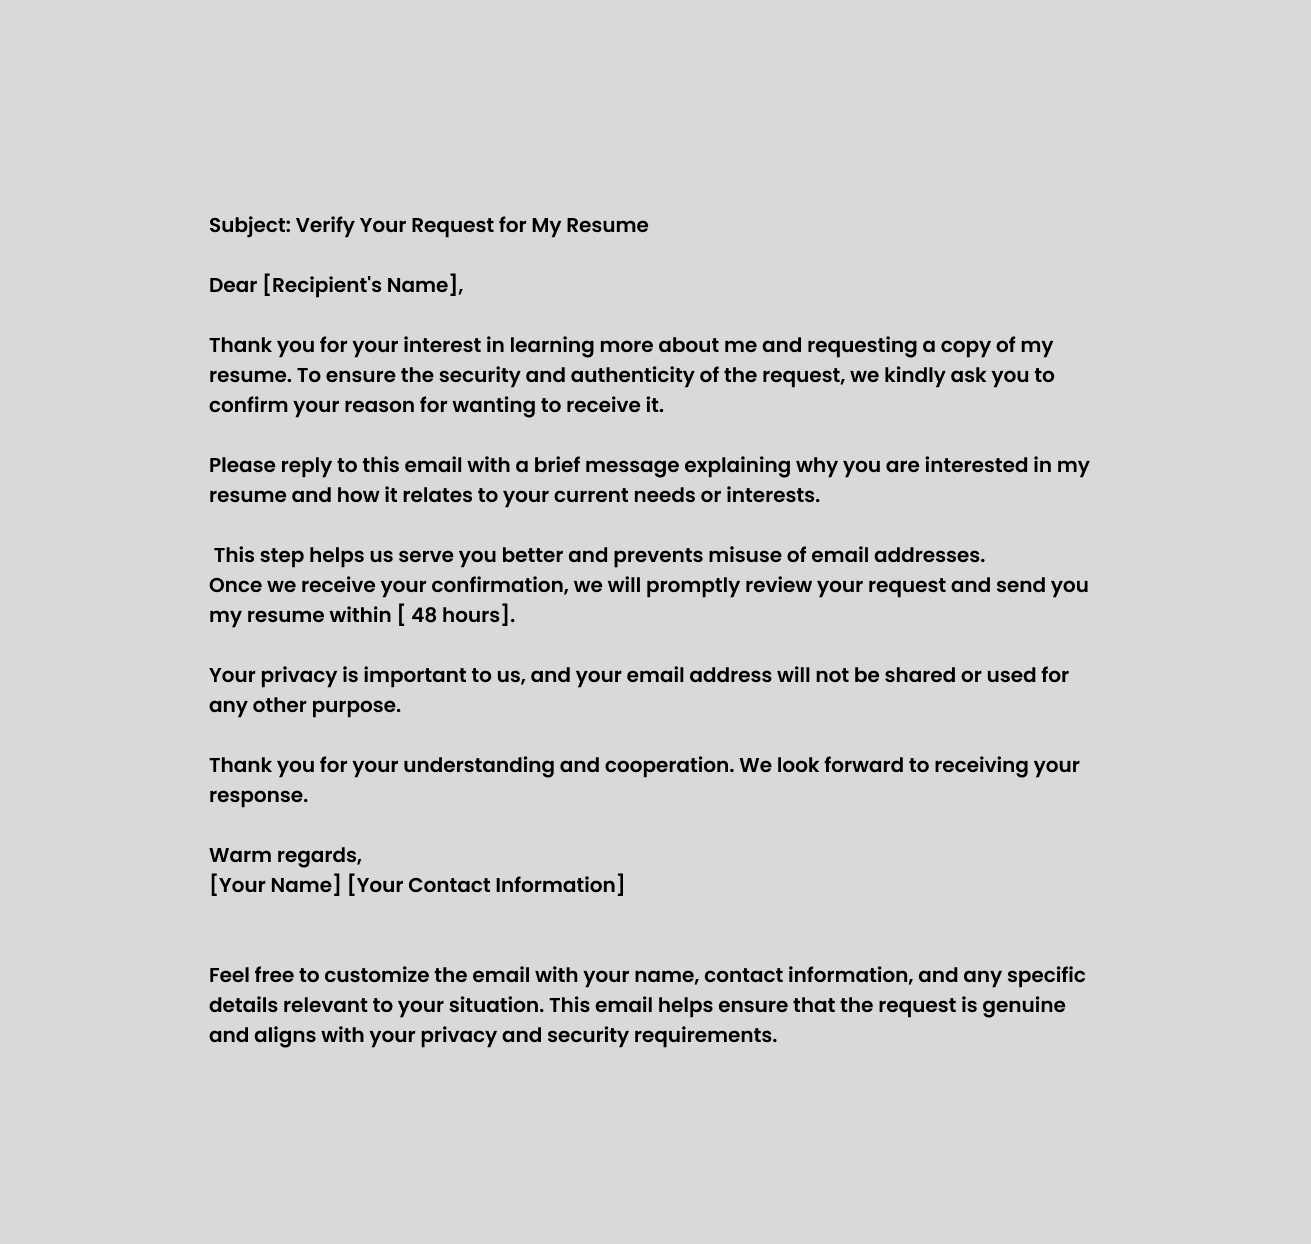 Subject: Verify Your Request for My Resume
Dear [Recipient's Name],
Thank you for your interest in learning more about me and requesting a copy of my
resume. To ensure the security and authenticity of the request, we kindly ask you to
confirm your reason for wanting to receive it.
Please reply to this email with a brief message explaining why you are interested in my
resume and how it relates to your current needs or interests.
This step helps us serve you better and prevents misuse of email addresses.
Once we receive your confirmation, we will promptly review your request and send you
my resume within [ 48 hours].
Your privacy is important to us, and your email address will not be shared or used for
any other purpose.
Thank you for your understanding and cooperation. We look forward to receiving your
response.
Warm regards,
[Your Name] [Your Contact Information]
Feel free to customize the email with your name, contact information, and any specific
details relevant to your situation. This email helps ensure that the request is genuine
and aligns with your privacy and security requirements.